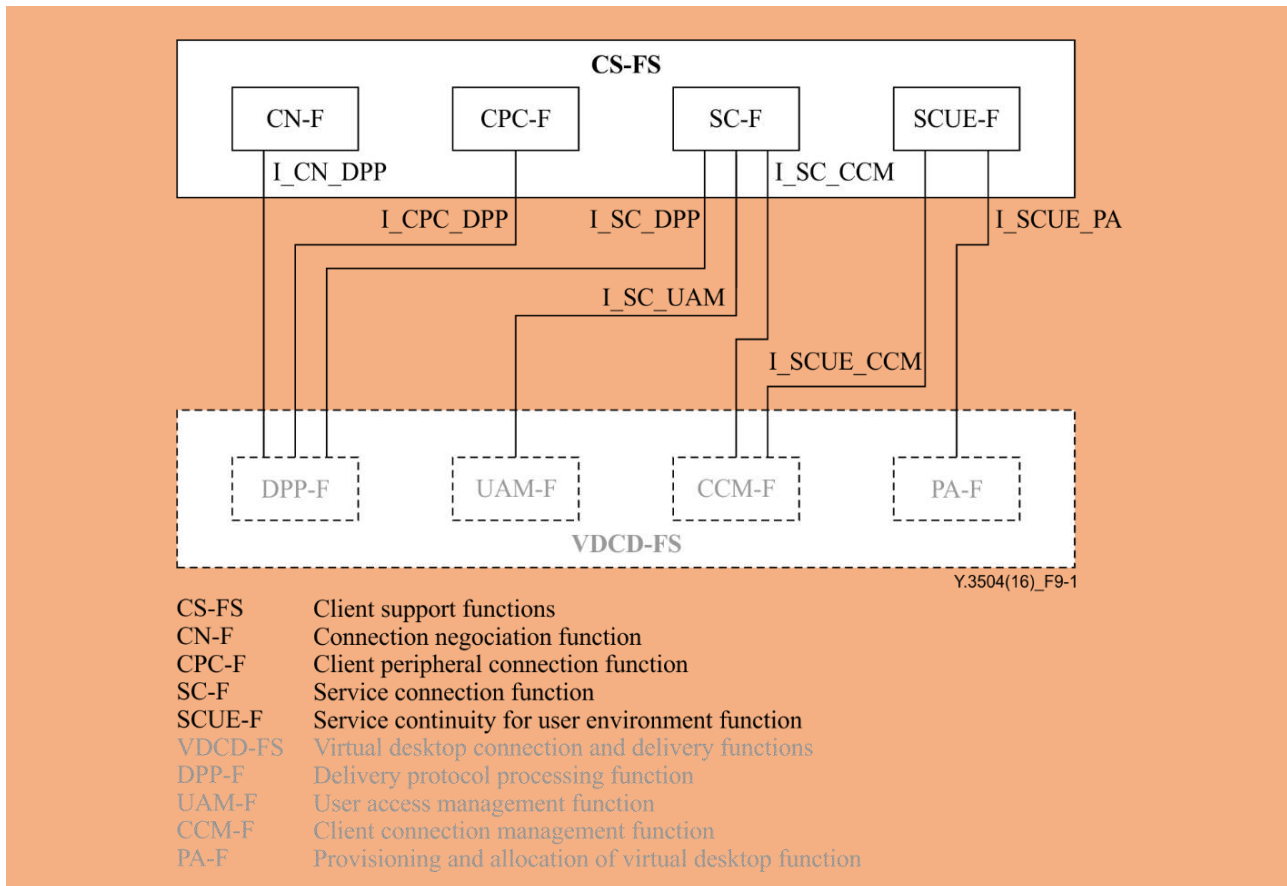 CS-FS
CN-F CPC-F SC-F SCUE-F
I_CN_DPP I_SC_CCM
I_CPC_DPP I_SC_DPP I_SCUE_PA
I_SC_UAM
I_SCUE_CCM
DPP-F UAM-F CCM-F PA-F
VDCD-FS
Y.3504(16)_F9-1
CS-FS Client support functions
CN-F Connection negociation function
CPC-F Client peripheral connection function
SC-F Service connection function
SCUE-F Service continuity for user environment function
VDCD-FS Virtual desktop connection and delivery functions
DPP-F Delivery protocol processing function
UAM-F User access management function
CCM-F Client connection management function
PA-F Provisioning and allocation of virtual desktop function